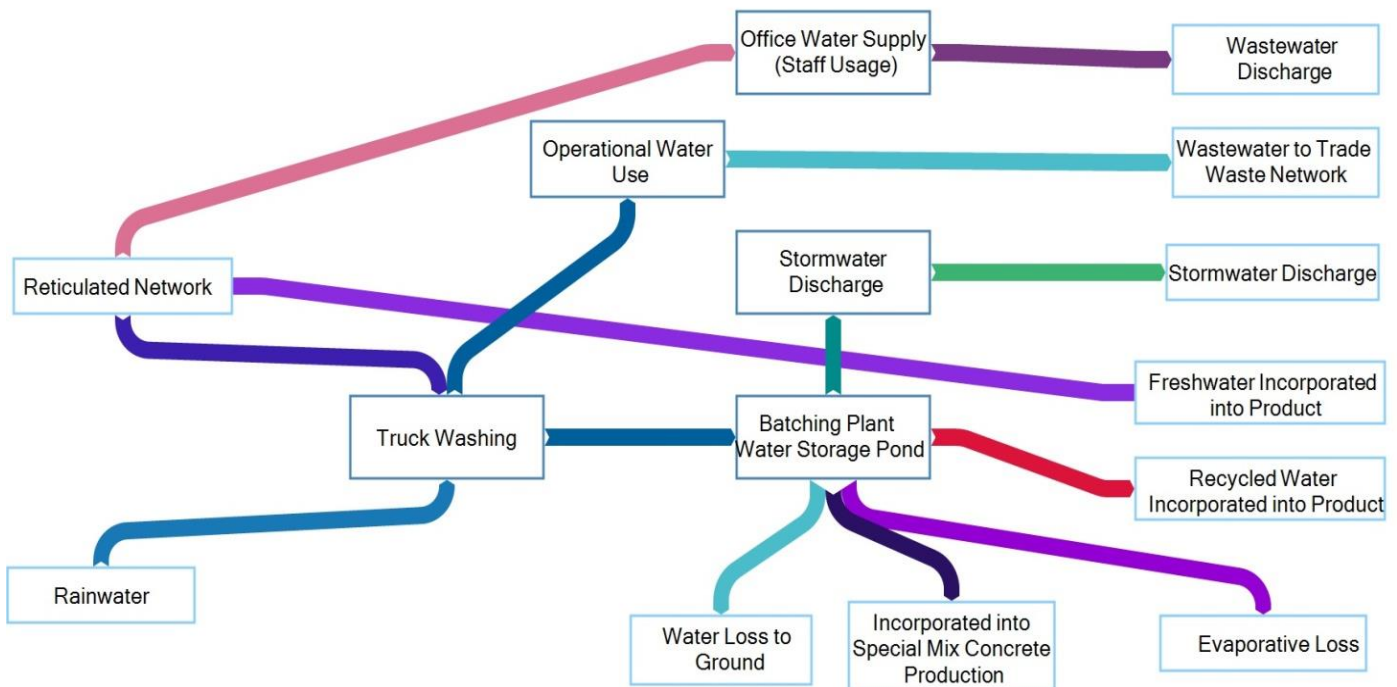 Office Water Supply
(Staff Usage)
Wastewater
Discharge
Operational Water
Use
Wastewater to Trade
Waste Network
Reticulated Network
Stormwater
Discharge
Stormwater Discharge
Freshwater Incorporated
into Product
Truck Washing
Batching Plant
Water Storage Pond
Recycled Water
Incorporated into Product
Rainwater
Water Loss to
Ground
Incorporated into
Special Mix Concrete
Production
Evaporative Loss